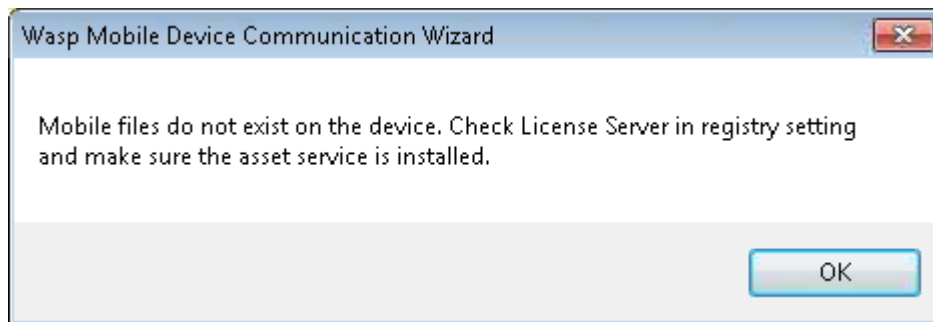 Wasp Mobile Device Communication Wizard
Mobile files do not exist on the device. Check License Server in registry setting
and make sure the asset service is installed.
OK